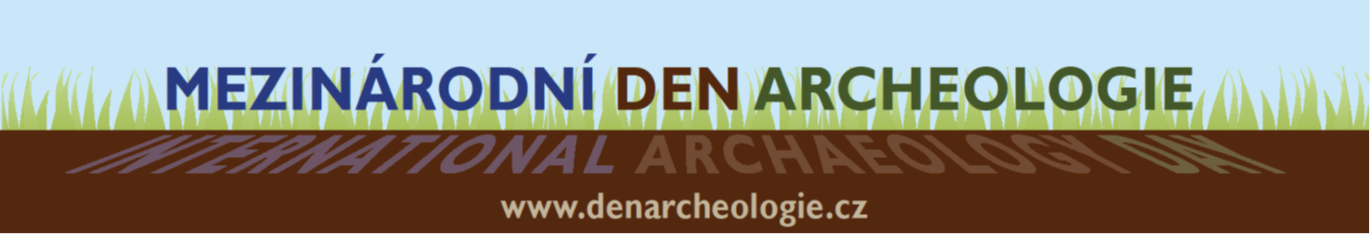 MEZINÁRODNÍ DEN ARCHEOLOGIE
INTERNATIONAL ARCHAEOLOGY DAY
www.denarcheologie.cz